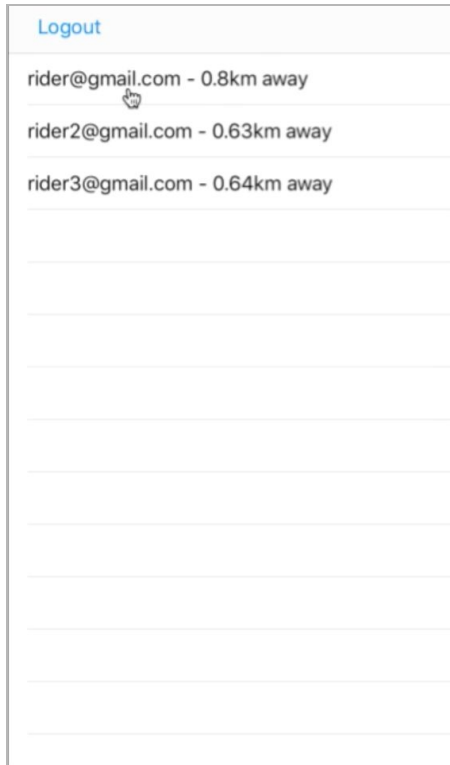 Logout
rider@gmail.com - 0.8km away
rider2@gmail.com - 0.63km away
rider3@gmail.com - 0.64km away